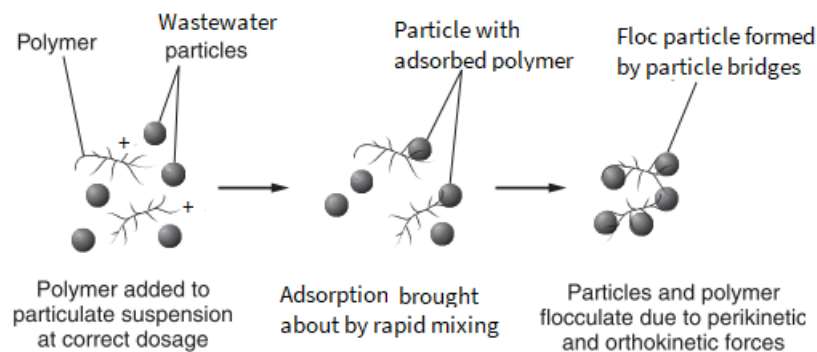 Polymer
Wastewater
particles
+
+
Particle with
adsorbed polymer
Floc particle formed
by particle bridges
Polymer added to
particulate suspension
at correct dosage
Adsorption brought
about by rapid mixing
Particles and polymer
flocculate due to perikinetic
and orthokinetic forces